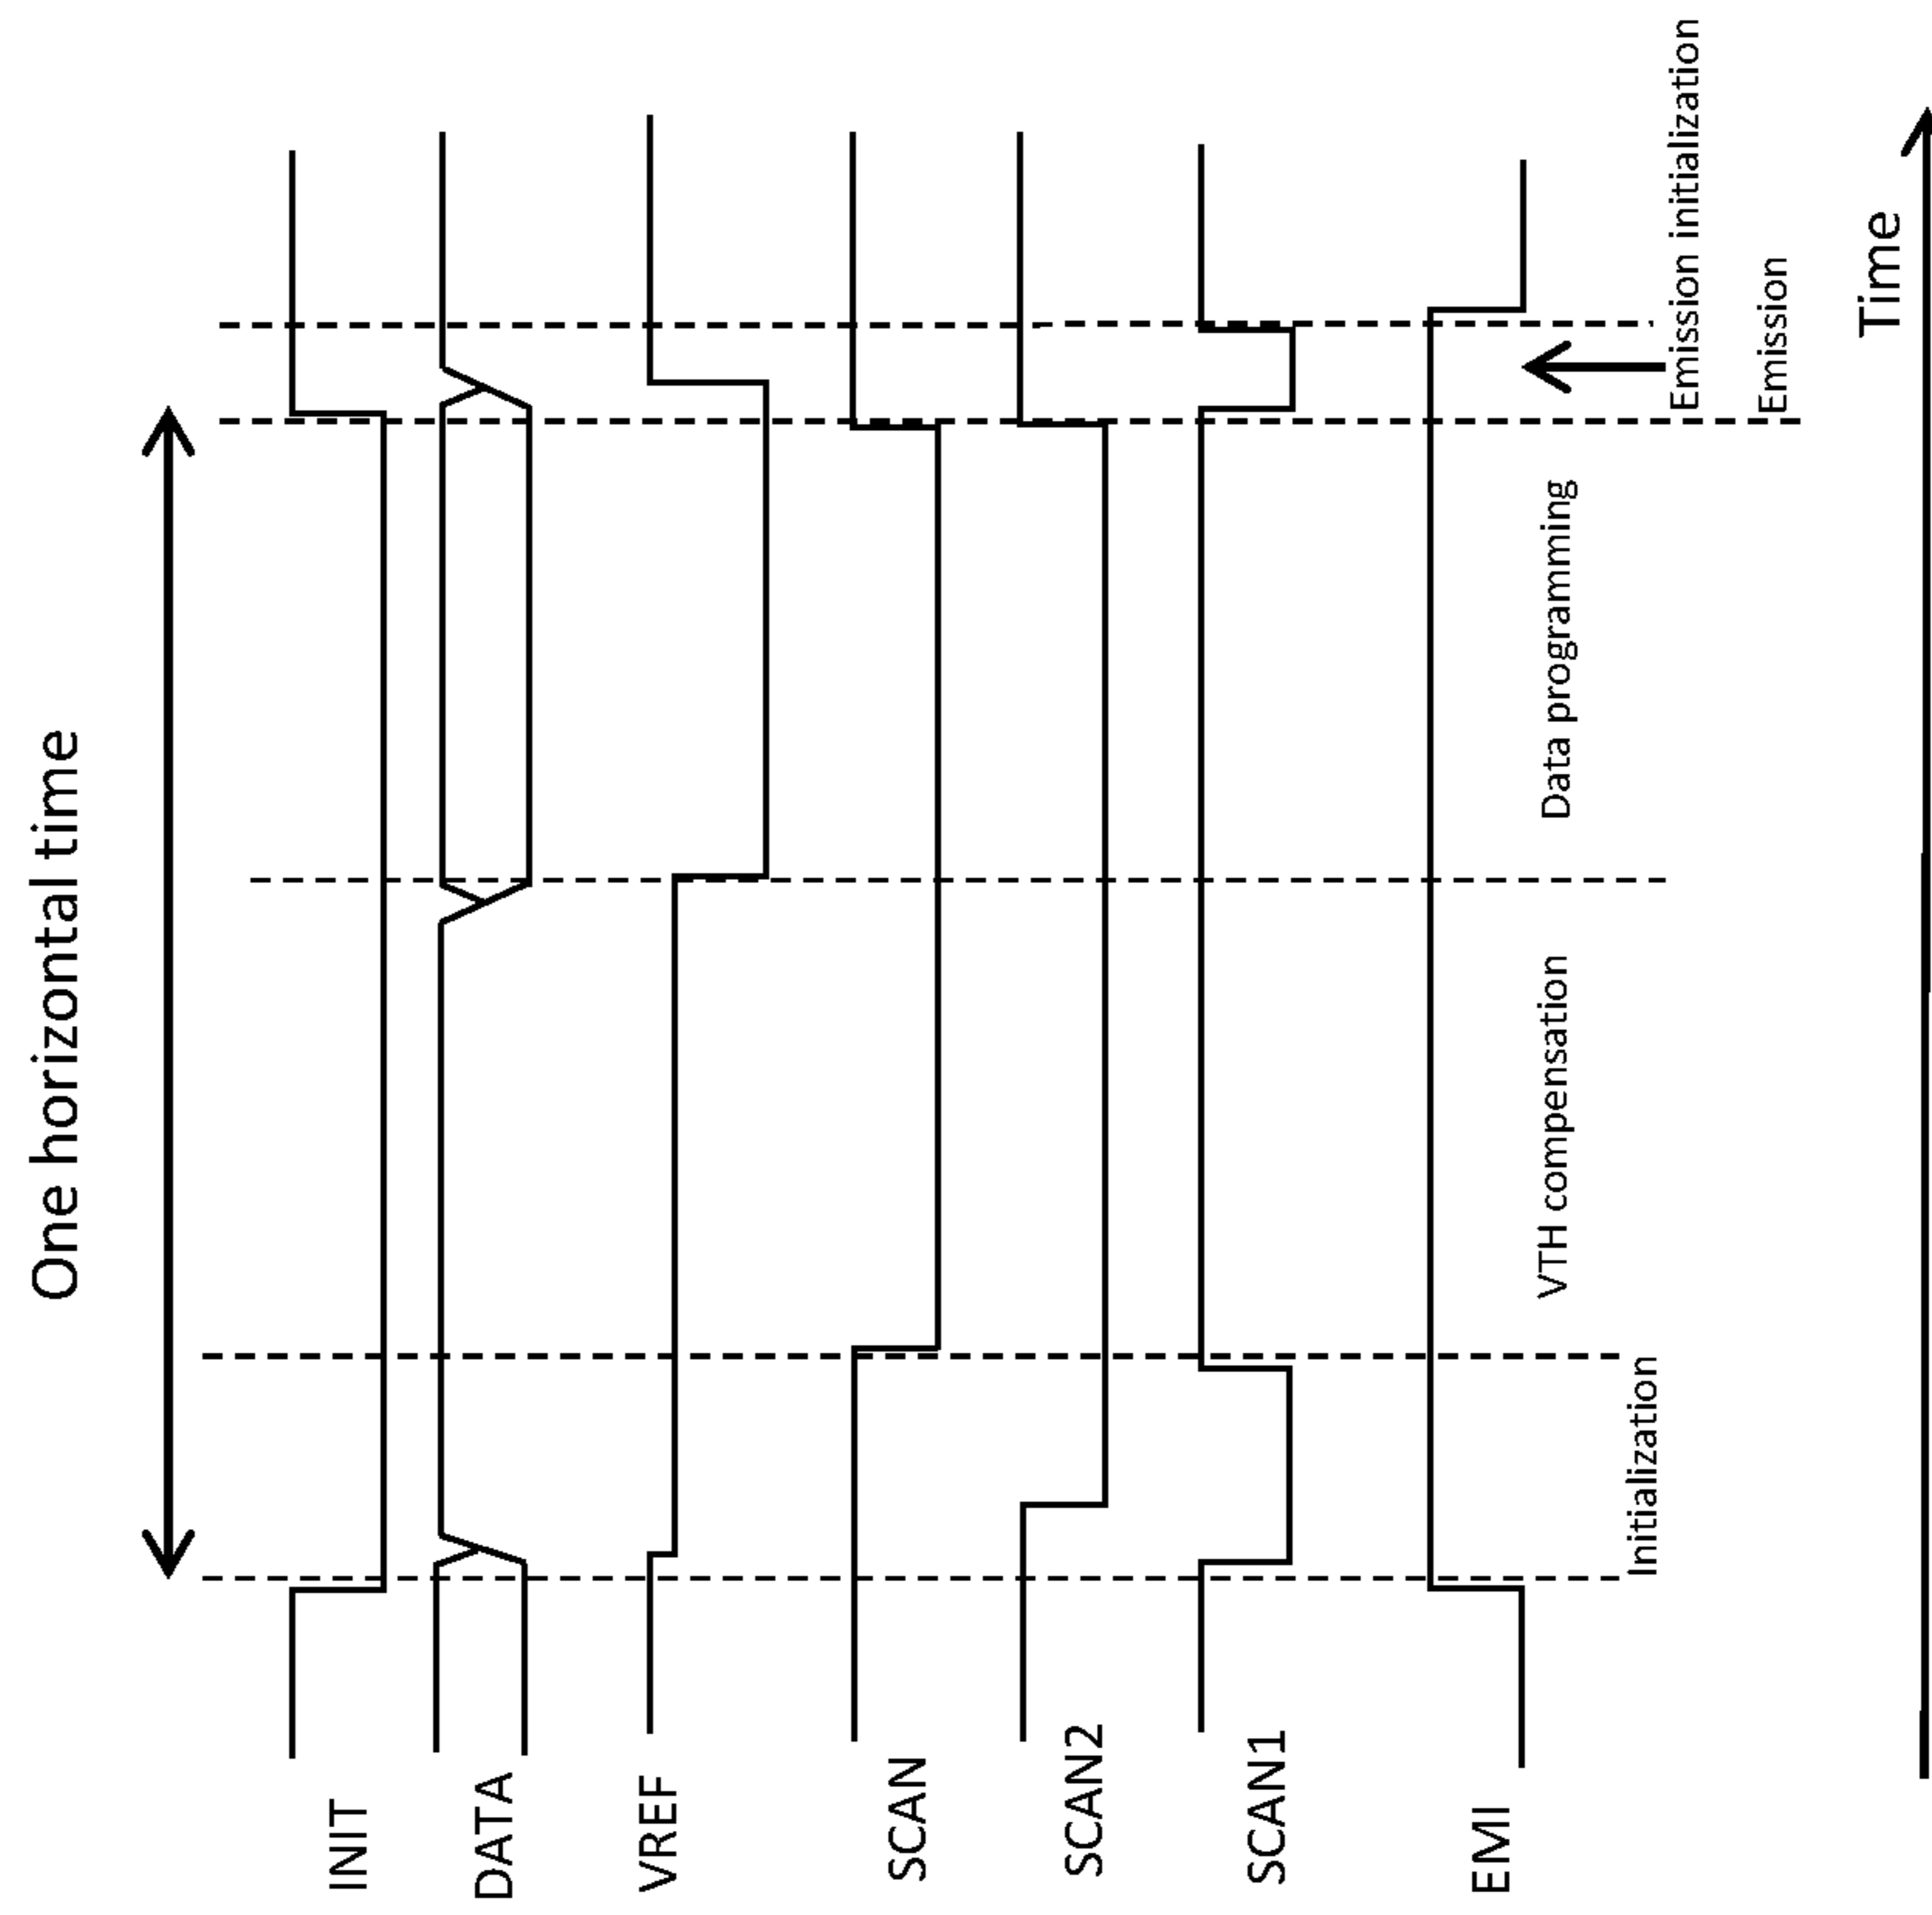 One horizontal time
INIT
DATA
VREF
SCAN
SCAN2
SCAN1
EMI
Initialization
VTH compensation
Data programming
Emission initialization
Emission
Time